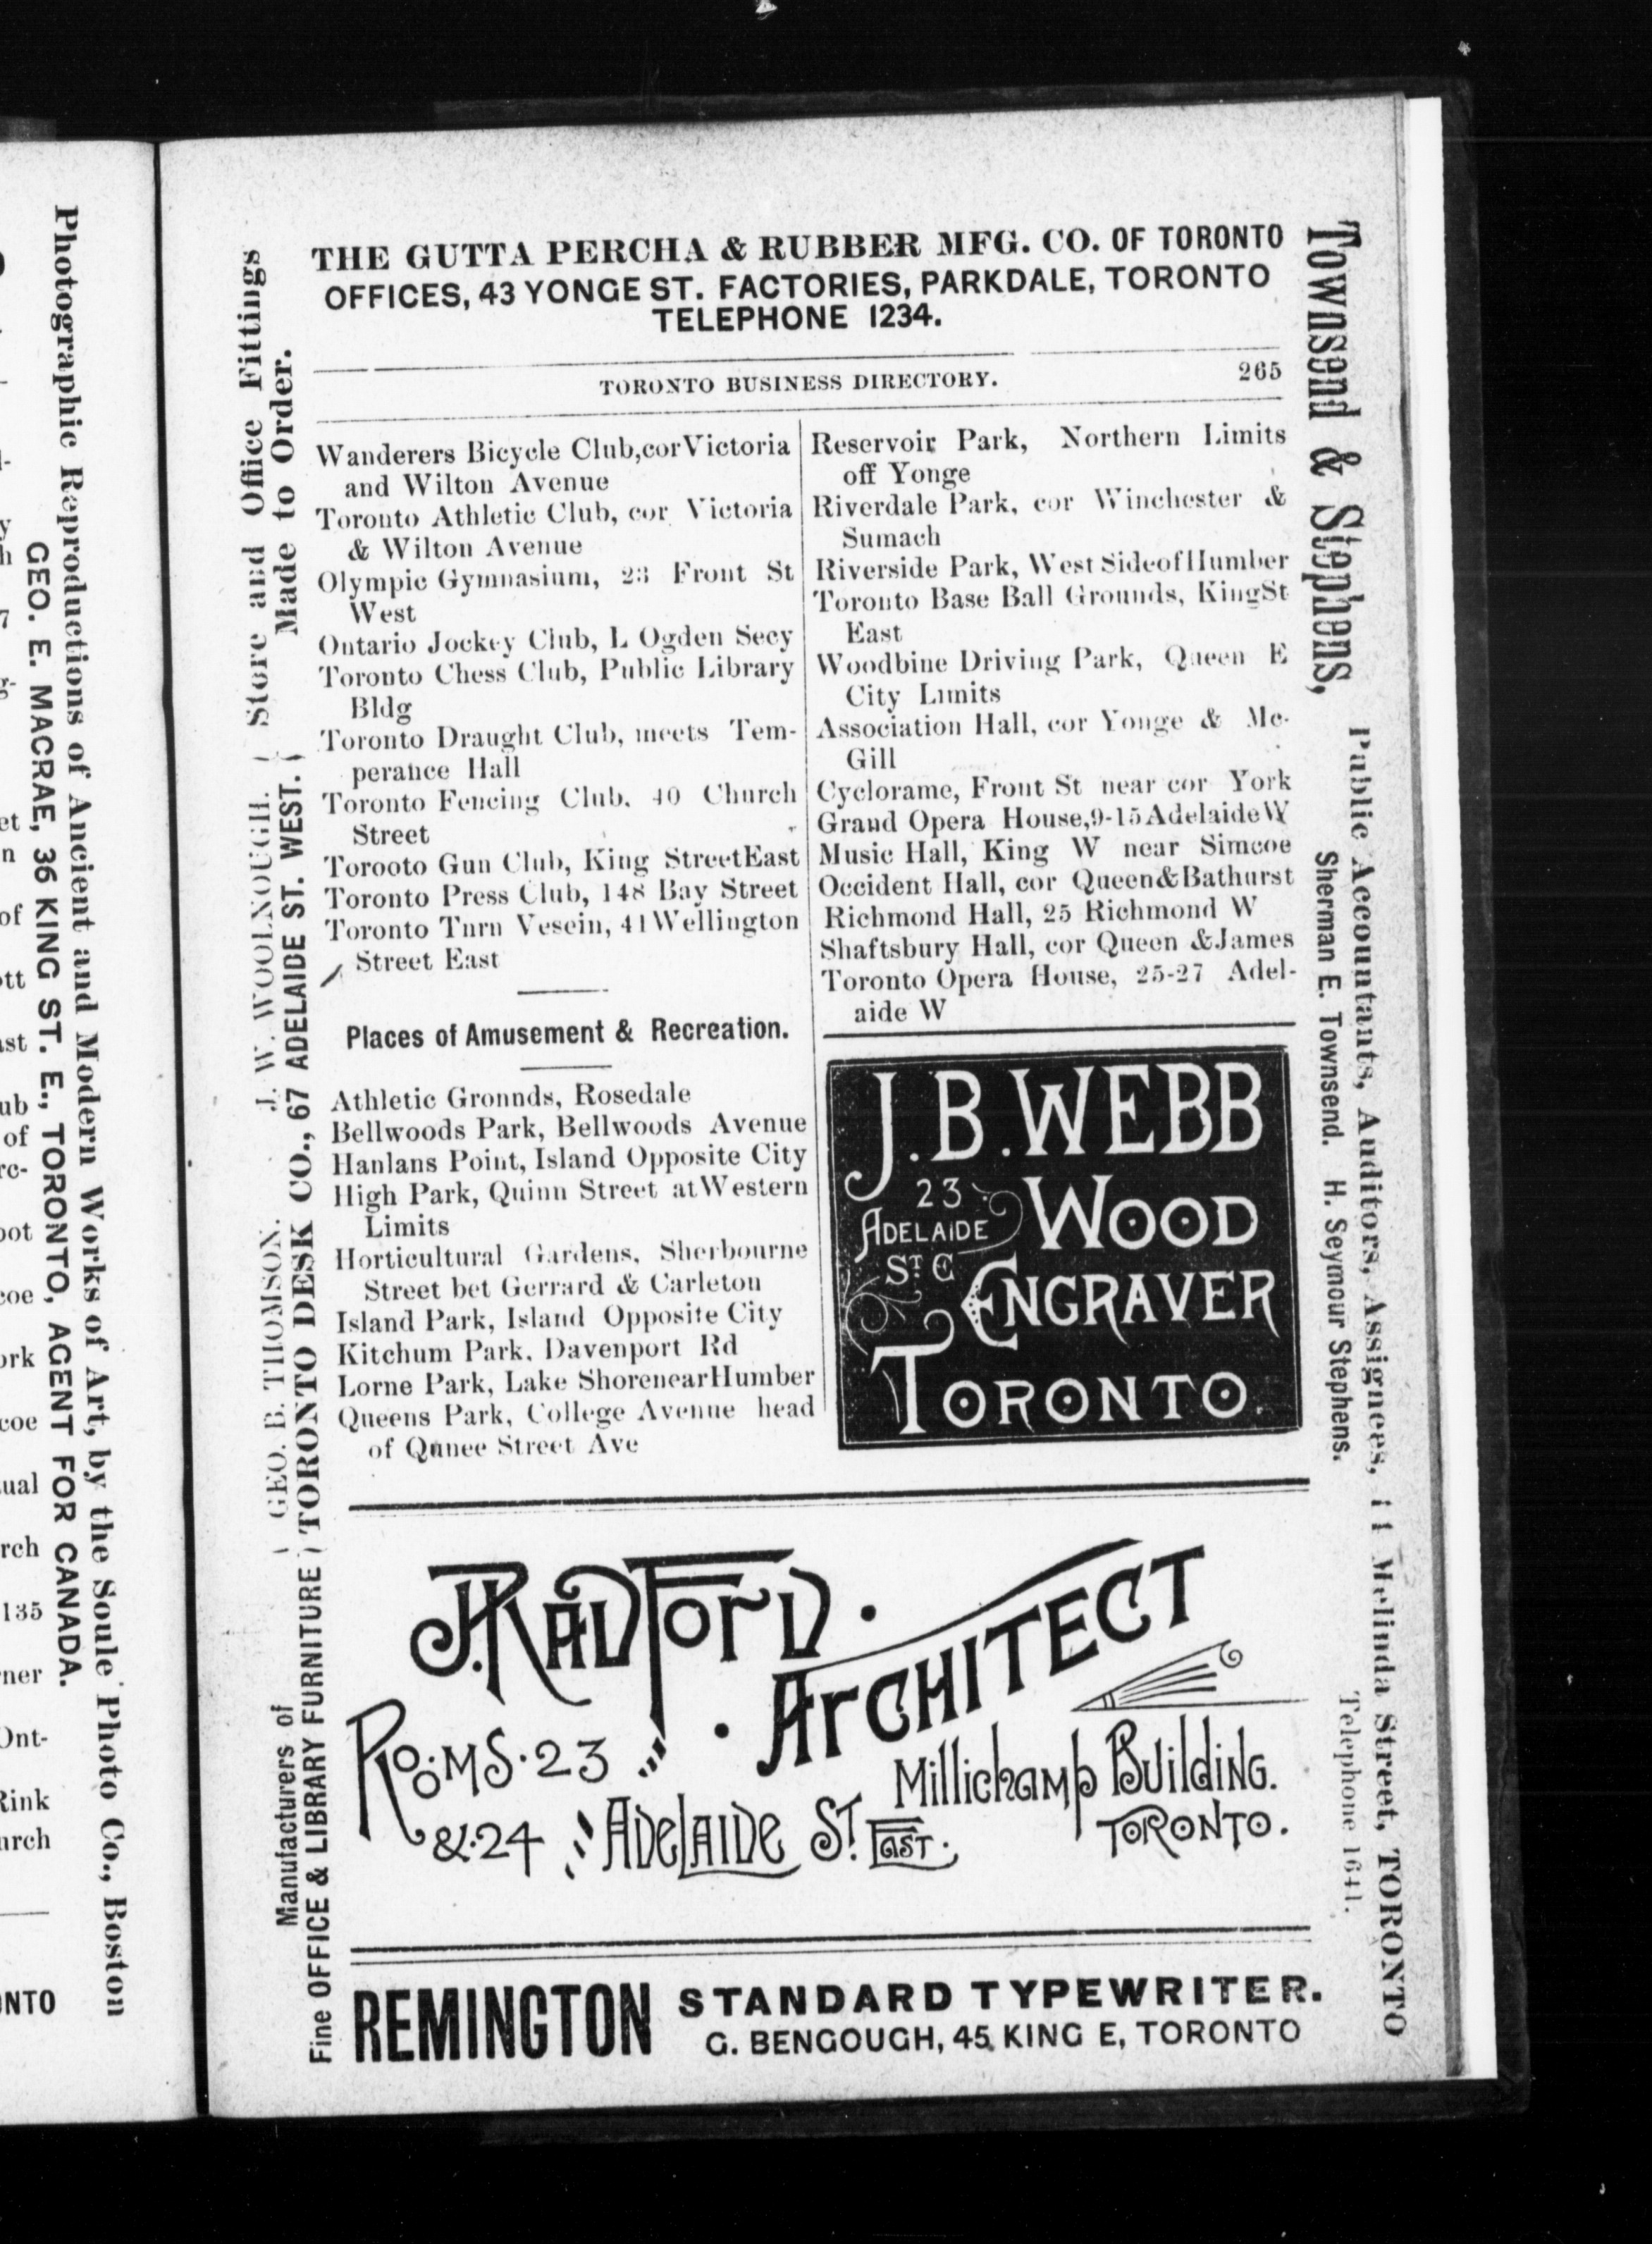 Photographic Reproductions of Ancient and Modern Works of Art, by the Soule Photo Co., Boston
GEO. E. MACRAE, 36 KING ST. E., TORONTO, AGENT FOR CANADA.
Store and Office Fittings
Made to Order.
J. W. WOOLNOUGH.
GEO. B. THOMSON.
TORONTO DESK CO., 67 ADELAIDE ST. WEST.
Manufacturers of
Fine OFFICE & LIBRARY FURNITURE
THE GUTTA PERCHA & RUBBER MFG. CO. OF TORONTO
OFFICES, 43 YONGE ST. FACTORIES, PARKDALE, TORONTO
TELEPHONE 1234.
TORONTO BUSINESS DIRECTORY.
265
Wanderers Bicycle Club,corVictoria
and Wilton Avenue
Toronto Athletic Club, cor Victoria
& Wilton Avenue
Olympic Gymnasium, 23 Front St
West
Ontario Jockey Club, L Ogden Secy
Toronto Chess Club, Public Library
Bldg
Toronto Draught Club, meets Tem-
perance Hall
Toronto Fencing Club. 40 Church
Street
Torooto Gun Club, King StreetEast
Toronto Press Club, 148 Bay Street
Toronto Turn Vesein, 41Wellington
Street East
Places of Amusement & Recreation.
Athletic Gronnds, Rosedale
Bellwoods Park, Bellwoods Avenue
Hanlans Point, Island Opposite City
High Park, Quinn Street atWestern
Limits
Horticultural Gardens, Sherbourne
Street bet Gerrard & Carleton
Island Park, Island Opposite City
Kitchum Park. Davenport Rd
Lorne Park, Lake ShorenearHumber
Queens Park, College Avenue head
of Qunee Street Ave
Reservoir Park, Northern Limits
off Yonge
Riverdale Park, cor Winchester &
Sumach
Riverside Park, West SideofHumber
Toronto Base Ball Grounds, KingSt
East
Woodbine Driving Park, Queen E
City Limits
Association Hall, cor Yonge & Mc-
Gill
Cyclorame, Front St near cor York
Grand Opera House,9-15AdelaideW
Music Hall, King W near Simcoe
Occident Hall, cor Queen&Bathurst
Richmond Hall, 25 Richmond W
Shaftsbury Hall, cor Queen &James
Toronto Opera House, 25-27 Adel-
aide W
J.B.WEBB
23
ADELAIDE
ST E
WOOD
ENGRAVER
TORONTO.
J. RADFORD.
ARCHITECT
ROOMS·23
&·24
ADELAIDE ST. EAST.
MILLICHAMP BUILDING.
TORONTO.
REMINGTON STANDARD TYPEWRITER.
G. BENGOUGH, 45 KING E, TORONTO
Townsend & Stephens,
Public Accountants, Auditors, Assignees, 14 Melinda Street, TORONTO
Sherman E. Townsend. H. Seymour Stephens.
Telephone 1641.